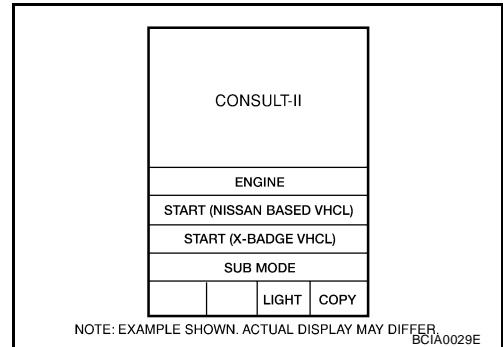 CONSULT-II
ENGINE
START (NISSAN BASED VHCL)
START (X-BADGE VHCL)
SUB MODE
LIGHT COPY
NOTE: EXAMPLE SHOWN. ACTUAL DISPLAY MAY DIFFER.
BCIA0029E